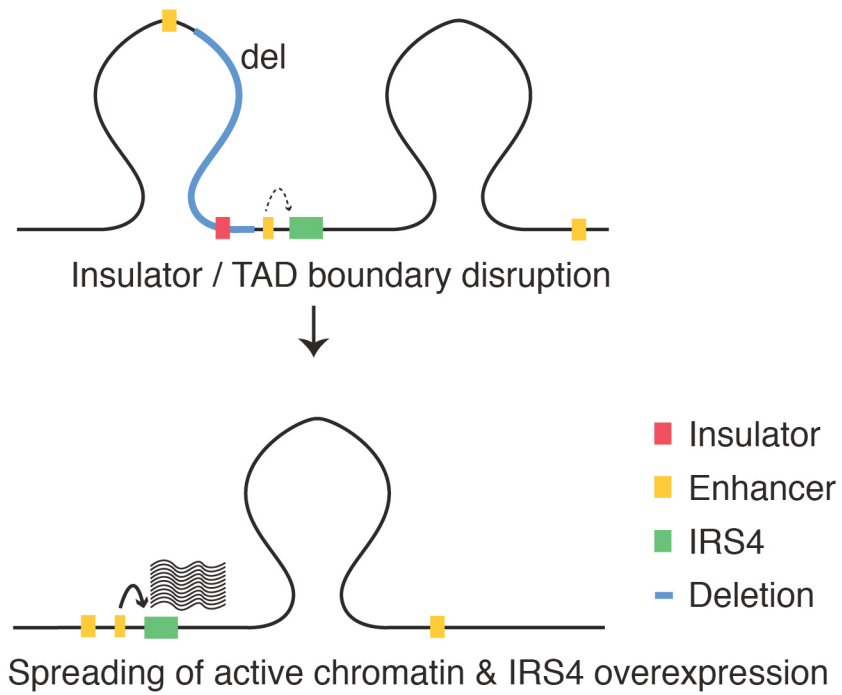 del
Insulator / TAD boundary disruption
Insulator
Enhancer
IRS4
Deletion
Spreading of active chromatin & IRS4 overexpression